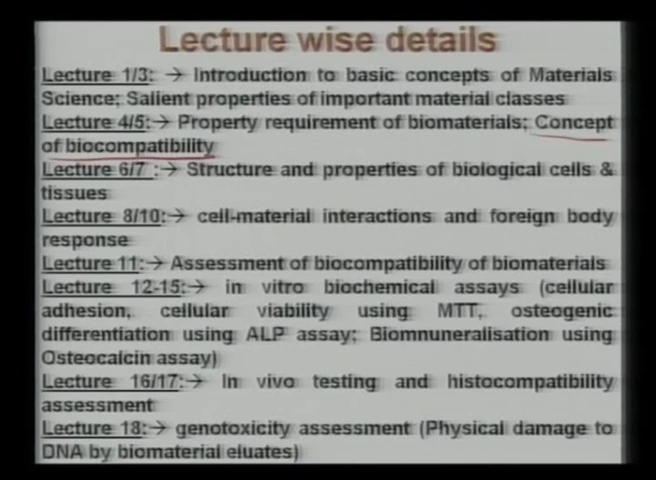 Lecture wise details
Lecture 1/3: → Introduction to basic concepts of Materials
Science; Salient properties of important material classes
Lecture 4/5:→ Property requirement of biomaterials; Concept
of biocompatibility
Lecture 6/7 :→ Structure and properties of biological cells &
tissues
Lecture 8/10:→ cell-material interactions and foreign body
response
Lecture 11:→ Assessment of biocompatibility of biomaterials
Lecture 12-15:→ in vitro biochemical assays (cellular
adhesion, cellular viability using MTT, osteogenic
differentiation using ALP assay; Biomnuneralisation using
Osteocalcin assay)
Lecture 16/17:→ In vivo testing and histocompatibility
assessment
Lecture 18:→ genotoxicity assessment (Physical damage to
DNA by biomaterial eluates)